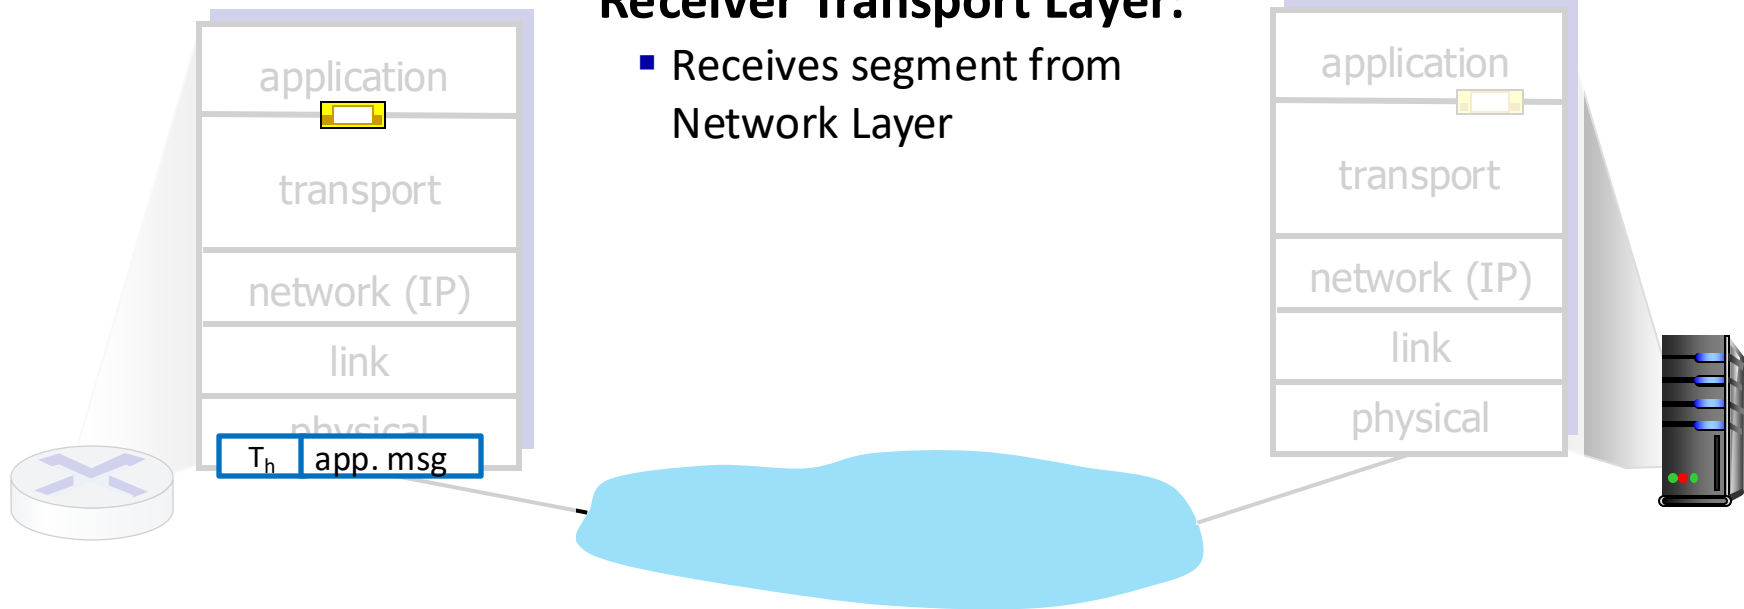 Receiver Transport Layer:
Receives segment from
Network Layer
application
transport
network (IP)
link
physical
Th app. msg
application
transport
network (IP)
link
physical